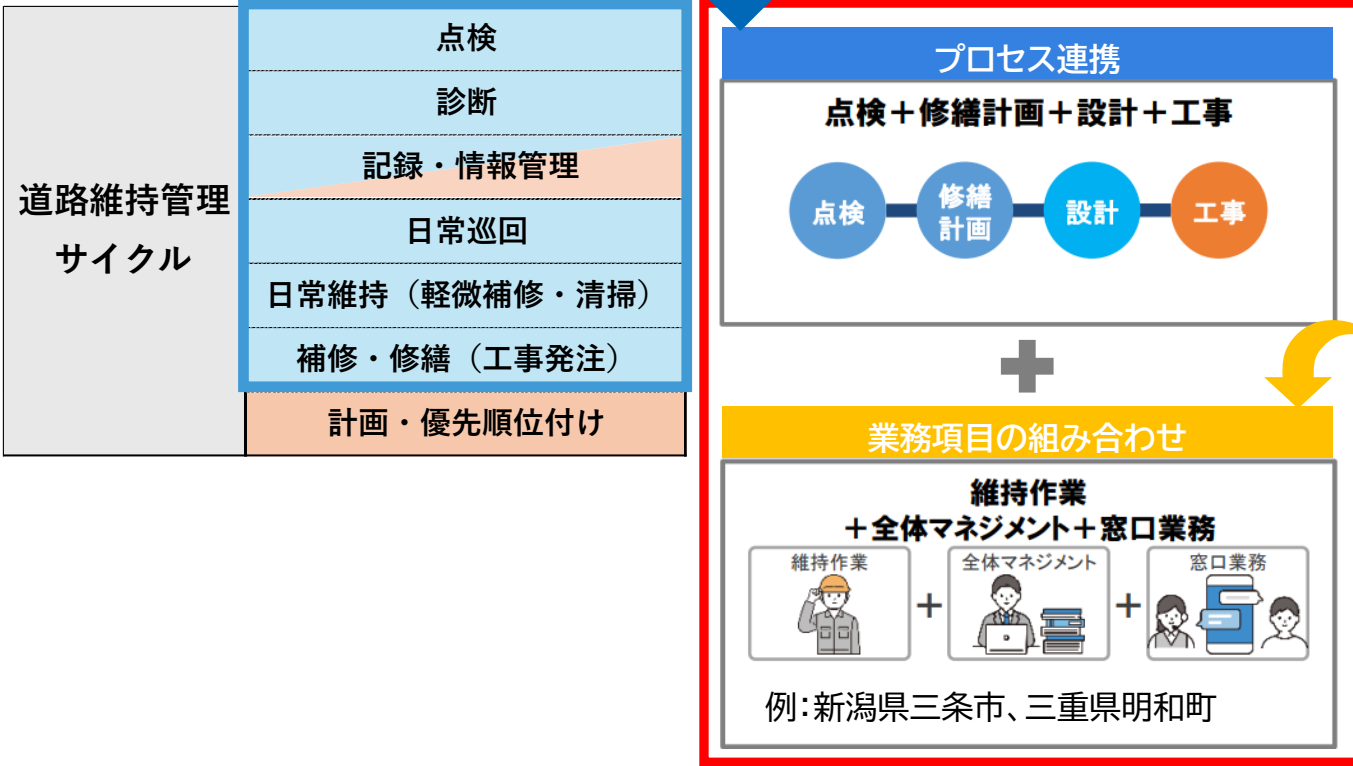 道路維持管理
サイクル
点検
診断
記録・情報管理
日常巡回
日常維持（軽微補修・清掃）
補修・修繕（工事発注）
計画・優先順位付け
プロセス連携
点検＋修繕計画＋設計＋工事
点検
修繕
計画
設計
工事
業務項目の組み合わせ
維持作業
＋全体マネジメント＋窓口業務
維持作業
全体マネジメント
窓口業務
例：新潟県三条市、三重県明和町